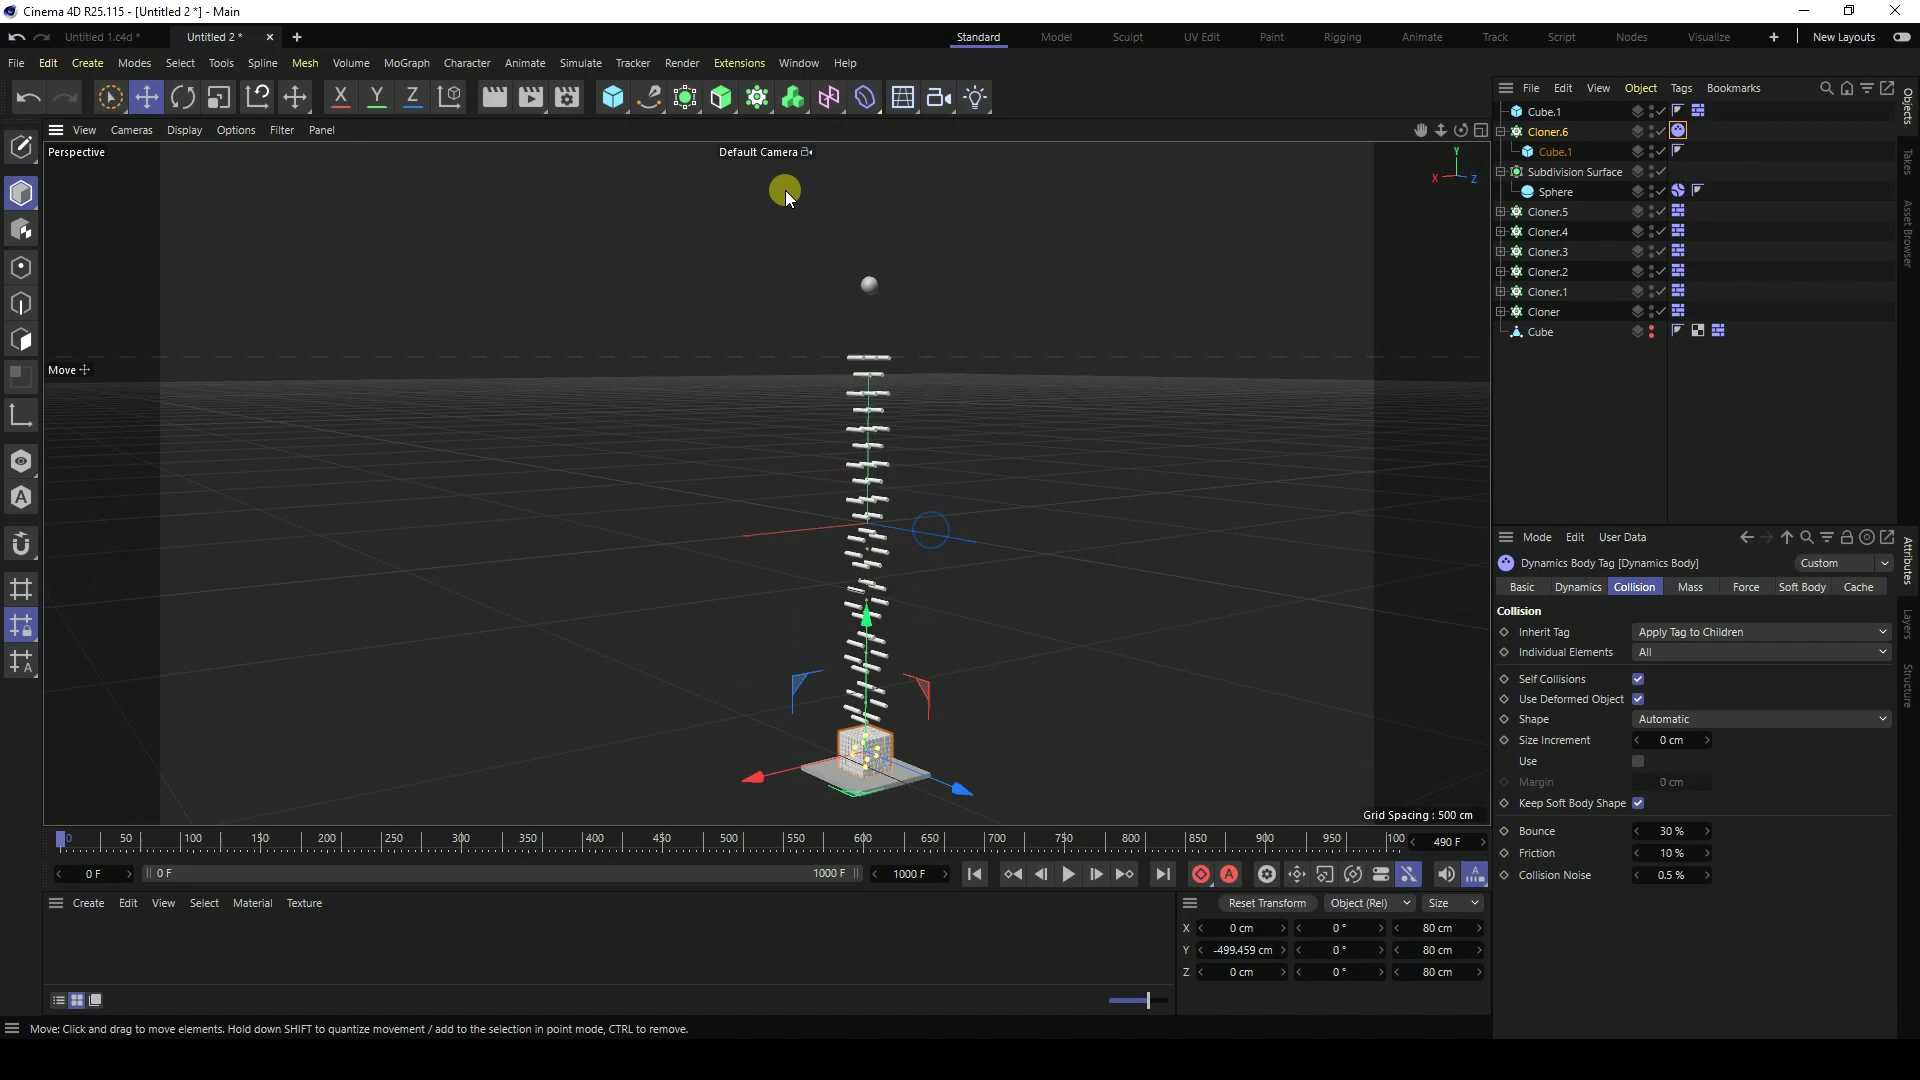 Cinema 4D R25.115 - [Untitled 2 *] - Main
Untitled 1.c4d *
Untitled 2 *
Standard
Model
Sculpt
UV Edit
Paint
Rigging
Animate
Track
Script
Nodes
Visualize
New Layouts
File Edit Create Modes Select Tools Spline Mesh Volume MoGraph Character Animate Simulate Tracker Render Extensions Window Help
X Y Z
File Edit View Object Tags Bookmarks
View Cameras Display Options Filter Panel
Perspective
Default Camera
Y
X
Z
Move
Grid Spacing : 500 cm
Cube.1
Cloner.6
Cube.1
Subdivision Surface
Sphere
Cloner.5
Cloner.4
Cloner.3
Cloner.2
Cloner.1
Cloner
Cube
Objects
Takes
Asset Browser
Mode Edit User Data
Dynamics Body Tag [Dynamics Body]
Custom
Basic Dynamics Collision Mass Force Soft Body Cache
Collision
Inherit Tag Apply Tag to Children
Individual Elements All
Self Collisions
Use Deformed Object
Shape Automatic
Size Increment 0 cm
Use
Margin 0 cm
Keep Soft Body Shape
Bounce 30 %
Friction 10 %
Collision Noise 0.5 %
Attributes
Layers
Structure
0 50 100 150 200 250 300 350 400 450 500 550 600 650 700 750 800 850 900 950 100
490 F
0 F
0 F
1000 F
1000 F
Create Edit View Select Material Texture
Reset Transform Object (Rel) Size
X 0 cm 0 ° 80 cm
Y -499.459 cm 0 ° 80 cm
Z 0 cm 0 ° 80 cm
Move: Click and drag to move elements. Hold down SHIFT to quantize movement / add to the selection in point mode, CTRL to remove.